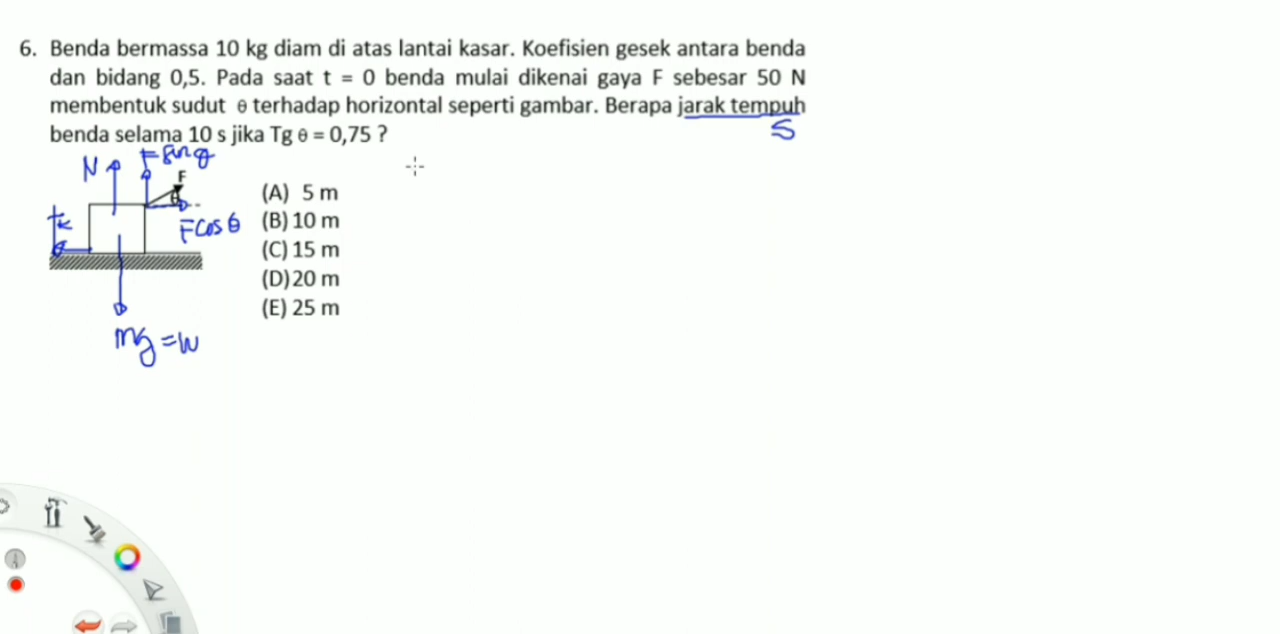 6. Benda bermassa 10 kg diam di atas lantai kasar. Koefisien gesek antara benda
dan bidang 0,5. Pada saat t = 0 benda mulai dikenai gaya F sebesar 50 N
membentuk sudut θ terhadap horizontal seperti gambar. Berapa jarak tempuh
benda selama 10 s jika Tg θ = 0,75 ?
S
N
F sin θ
F
θ
fk
F cos θ
mg = w
(A) 5 m
(B) 10 m
(C) 15 m
(D) 20 m
(E) 25 m